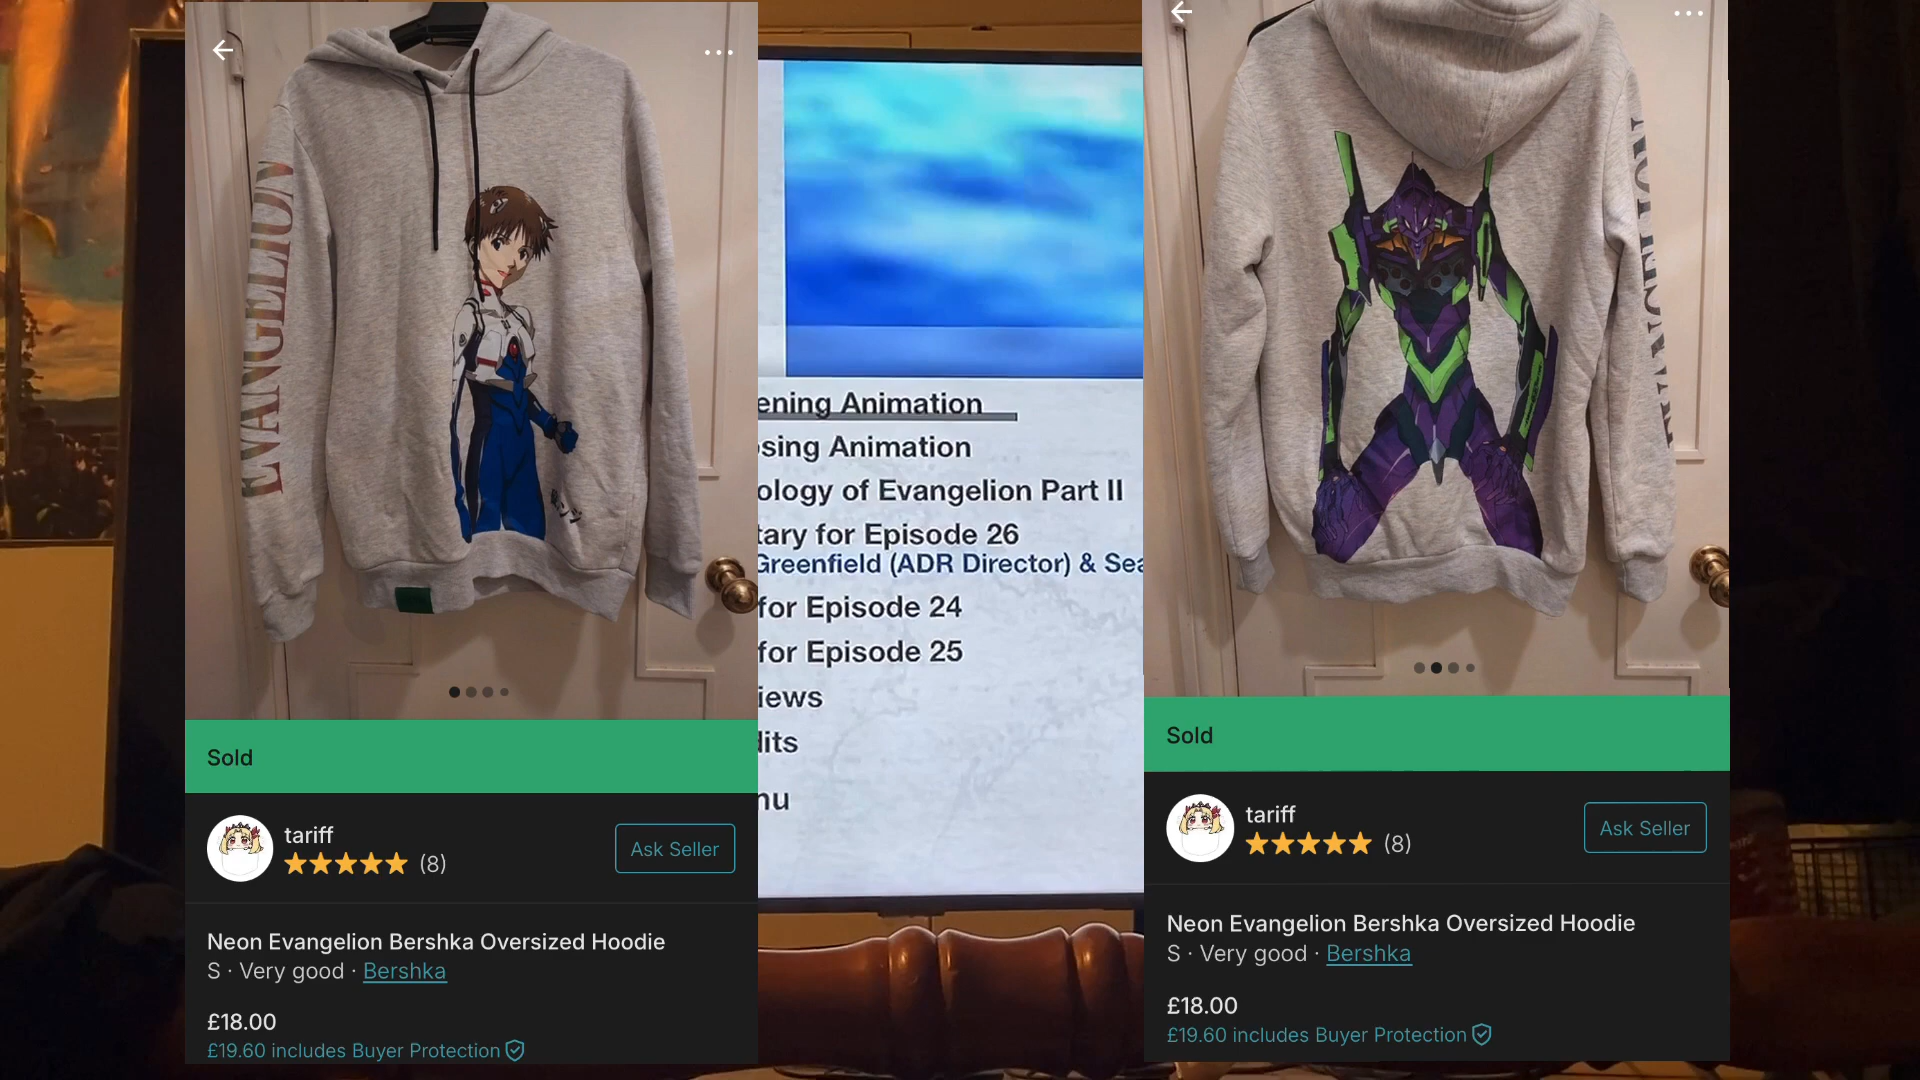 EVANGELION
Sold
tariff
(8)
Ask Seller
Neon Evangelion Bershka Oversized Hoodie
S · Very good · Bershka
£18.00
£19.60 includes Buyer Protection
ening Animation
sing Animation
ology of Evangelion Part II
tary for Episode 26
Greenfield (ADR Director) & Sea
for Episode 24
for Episode 25
iews
dits
nu
Sold
tariff
(8)
Ask Seller
Neon Evangelion Bershka Oversized Hoodie
S · Very good · Bershka
£18.00
£19.60 includes Buyer Protection